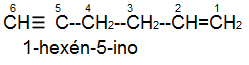 6 5 4 3 2 1
CH≡ C--CH₂--CH₂--CH=CH₂
1-hexén-5-ino